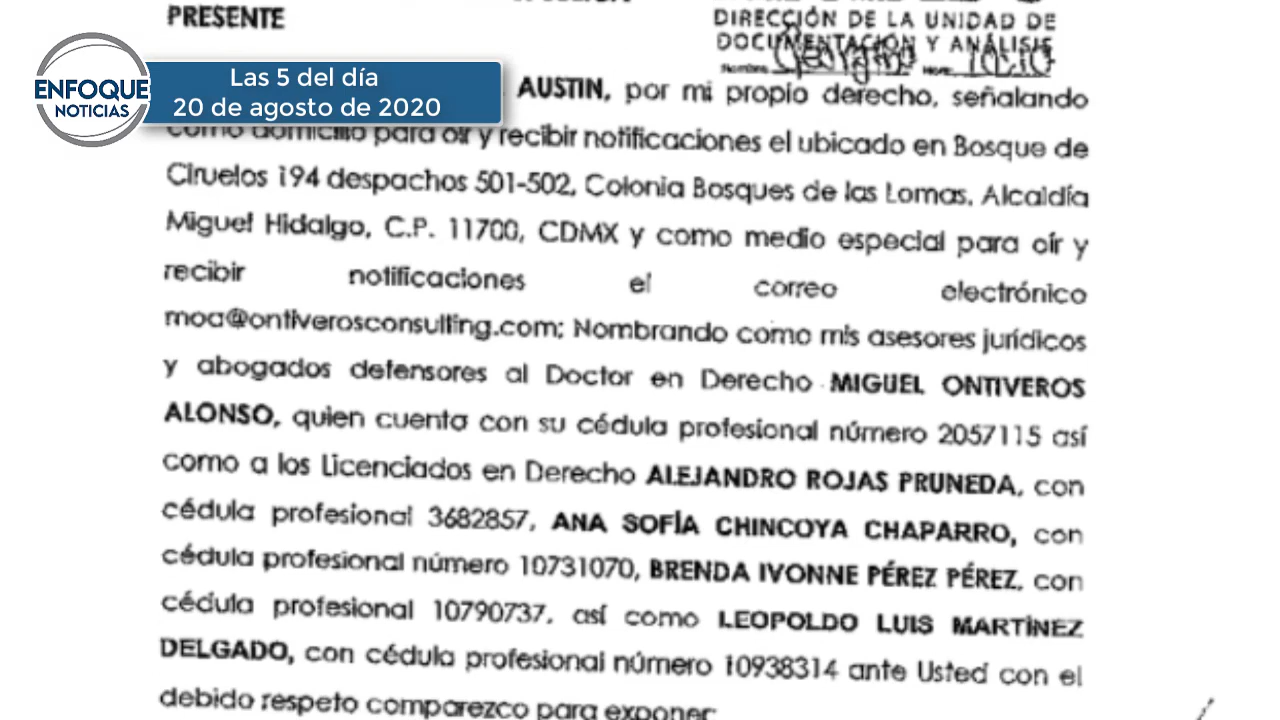 PRESENTE
DIRECCIÓN DE LA UNIDAD DE
DOCUMENTACIÓN Y ANÁLISIS
ENFOQUE
NOTICIAS
Las 5 del día
20 de agosto de 2020
AUSTIN, por mi propio derecho, señalando
como domicilio para oír y recibir notificaciones el ubicado en Bosque de
Ciruelos 194 despachos 501-502, Colonia Bosques de las Lomas, Alcaldía
Miguel Hidalgo, C.P. 11700, CDMX y como medio especial para oír y
recibir notificaciones el correo electrónico
moa@ontiverosconsulting.com; Nombrando como mis asesores jurídicos
y abogados defensores al Doctor en Derecho MIGUEL ONTIVEROS
ALONSO, quien cuenta con su cédula profesional número 2057115 así
como a los Licenciados en Derecho ALEJANDRO ROJAS PRUNEDA, con
cédula profesional 3682857, ANA SOFÍA CHINCOYA CHAPARRO, con
cédula profesional número 10731070, BRENDA IVONNE PÉREZ PÉREZ, con
cédula profesional 10790737, así como LEOPOLDO LUIS MARTÍNEZ
DELGADO, con cédula profesional número 10938314 ante Usted con el
debido respeto comparezco para exponer